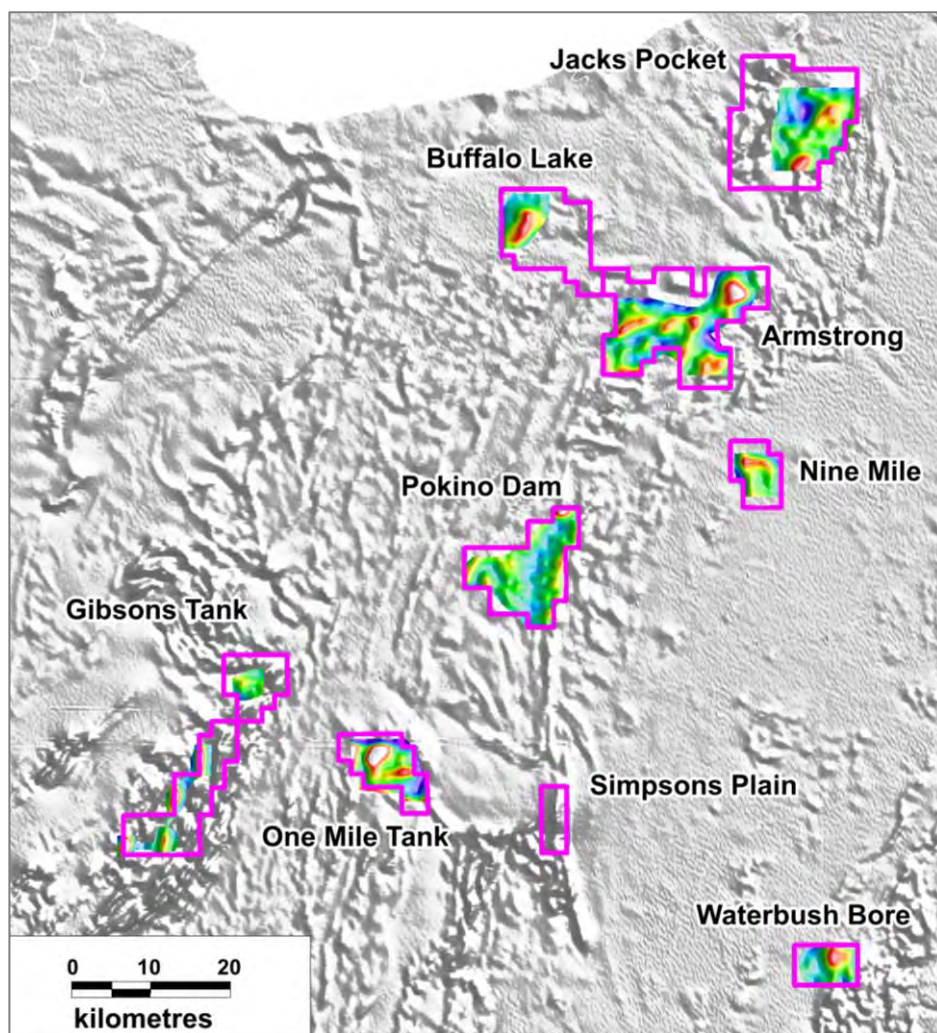 Jacks Pocket
Buffalo Lake
Armstrong
Nine Mile
Pokino Dam
Gibsons Tank
Simpsons Plain
One Mile Tank
Waterbush Bore
0 10 20
kilometres